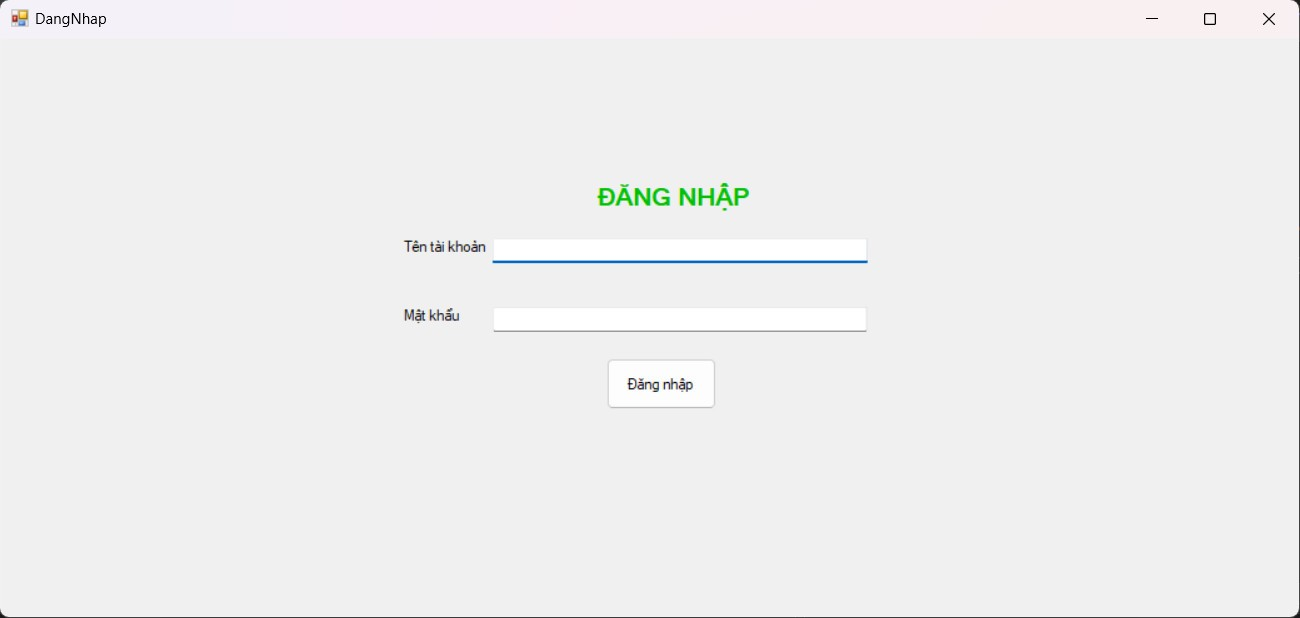 DangNhap
ĐĂNG NHẬP
Tên tài khoản
Mật khẩu
Đăng nhập